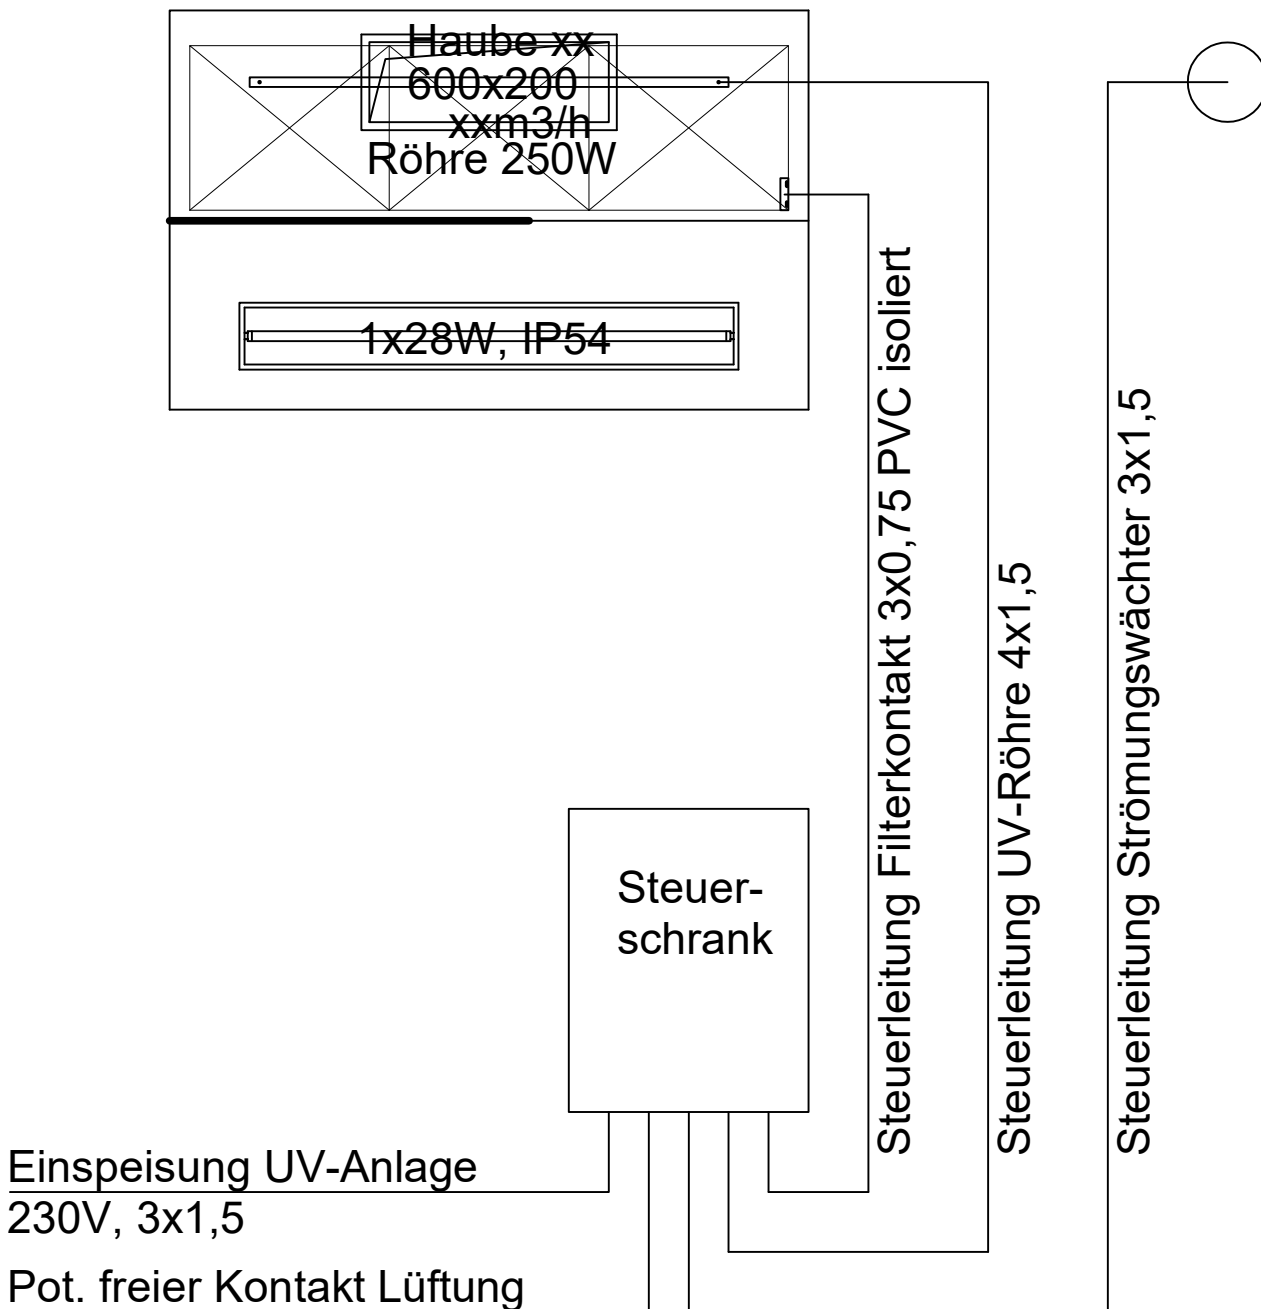 Haube xx
600x200
xxm3/h
Röhre 250W
1x28W, IP54
Steuerleitung Filterkontakt 3x0,75 PVC isoliert
Steuerleitung UV-Röhre 4x1,5
Steuerleitung Strömungswächter 3x1,5
Steuer-
schrank
Einspeisung UV-Anlage
230V, 3x1,5
Pot. freier Kontakt Lüftung